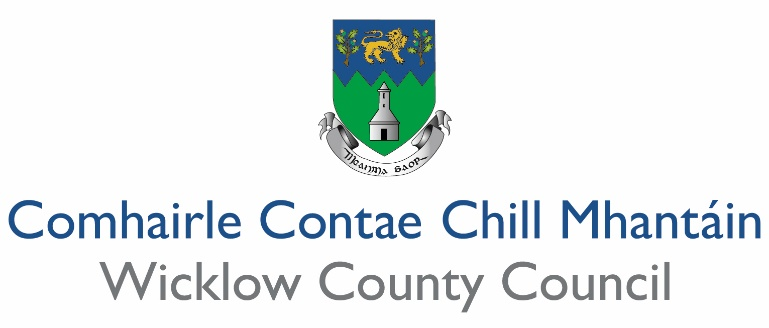 Meanma Saor
Comhairle Contae Chill Mhantáin
Wicklow County Council